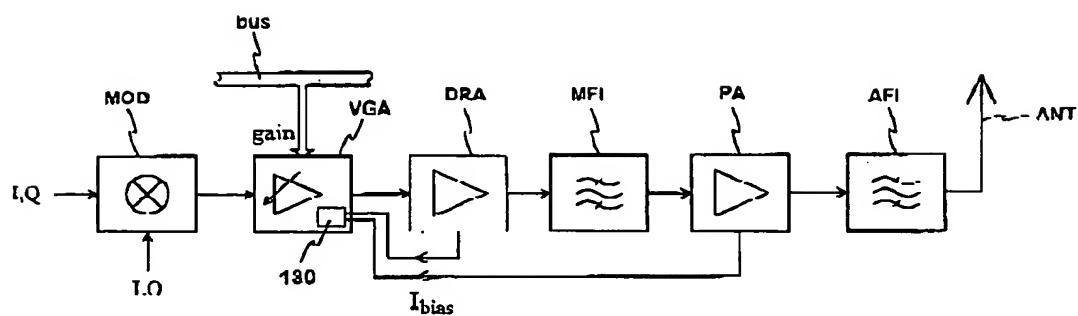 bus
MOD
VGA
DRA
MFI
PA
AFI
ANT
gain
I,Q
130
LO
Ibias